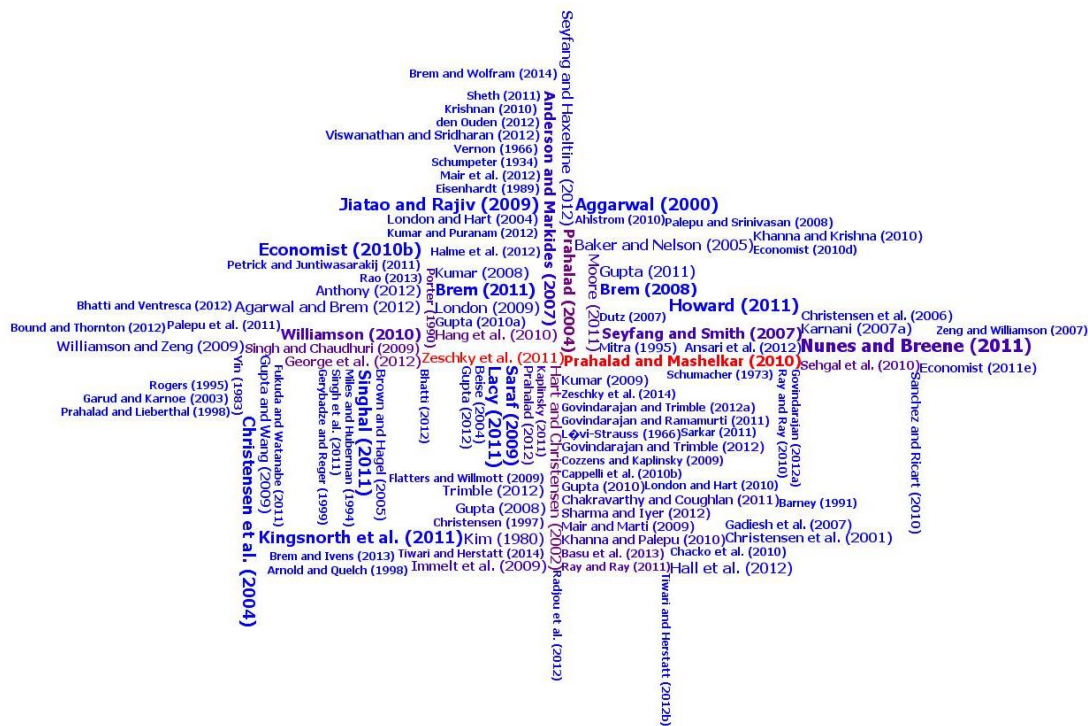 Seyfang and Haxeltine (2012)
Brem and Wolfram (2014)
Sheth (2011)
Anderson and Markides (2007)
Krishnan (2010)
den Ouden (2012)
Viswanathan and Sridharan (2012)
Vernon (1966)
Schumpeter (1934)
Mair et al. (2012)
Eisenhardt (1989)
Jiatao and Rajiv (2009)
Aggarwal (2000)
London and Hart (2004)
Ahlstrom (2010)
Palepu and Srinivasan (2008)
Kumar and Puranam (2012)
Prahalad (2004)
Khanna and Krishna (2010)
Economist (2010b)
Halme et al. (2012)
Baker and Nelson (2005)
Economist (2010d)
Moore (2011)
Petrick and Juntiwasarakij (2011)
Porter (1990)
Kumar (2008)
Gupta (2011)
Rao (2013)
Anthony (2012)
Brem (2011)
Brem (2008)
Bhatti and Ventresca (2012)
Agarwal and Brem (2012)
London (2009)
Howard (2011)
Dutz (2007)
Christensen et al. (2006)
Bound and Thornton (2012)
Palepu et al. (2011)
Gupta (2010a)
Williamson (2010)
Hang et al. (2010)
Seyfang and Smith (2007)
Karnani (2007a)
Zeng and Williamson (2007)
Williamson and Zeng (2009)
Singh and Chaudhuri (2009)
Mitra (1995)
Ansari et al. (2012)
Nunes and Breene (2011)
George et al. (2012)
Zeschky et al. (2011)
Prahalad and Mashelkar (2010)
Sehgal et al. (2010)
Economist (2011e)
Yin (1983)
Gupta and Wang (2009)
Fukuda and Watanabe (2011)
Gerybadze and Reger (1999)
Singh et al. (2011)
Miles and Huberman (1994)
Singhal (2011)
Brown and Hagel (2005)
Bhatti (2012)
Gupta (2012)
Beise (2004)
Lacy (2011)
Saraf (2009)
Prahalad (2012)
Kaplinsky (2011)
Hart and Christensen (2002)
Kumar (2009)
Schumacher (1973)
Ray and Ray (2010)
Govindarajan (2012a)
Sanchez and Ricart (2010)
Rogers (1995)
Zeschky et al. (2014)
Garud and Karnoe (2003)
Govindarajan and Trimble (2012a)
Prahalad and Lieberthal (1998)
Christensen et al. (2004)
Govindarajan and Ramamurti (2011)
L�vi-Strauss (1966)
Sarkar (2011)
Govindarajan and Trimble (2012)
Cozzens and Kaplinsky (2009)
Flatters and Willmott (2009)
Cappelli et al. (2010b)
Trimble (2012)
Gupta (2010)
London and Hart (2010)
Chakravarthy and Coughlan (2011)
Barney (1991)
Gupta (2008)
Sharma and Iyer (2012)
Christensen (1997)
Mair and Marti (2009)
Gadiesh et al. (2007)
Kingsnorth et al. (2011)
Kim (1980)
Khanna and Palepu (2010)
Christensen et al. (2001)
Brem and Ivens (2013)
Tiwari and Herstatt (2014)
Basu et al. (2013)
Chacko et al. (2010)
Arnold and Quelch (1998)
Immelt et al. (2009)
Ray and Ray (2011)
Hall et al. (2012)
Radjou et al. (2012)
Tiwari and Herstatt (2012b)